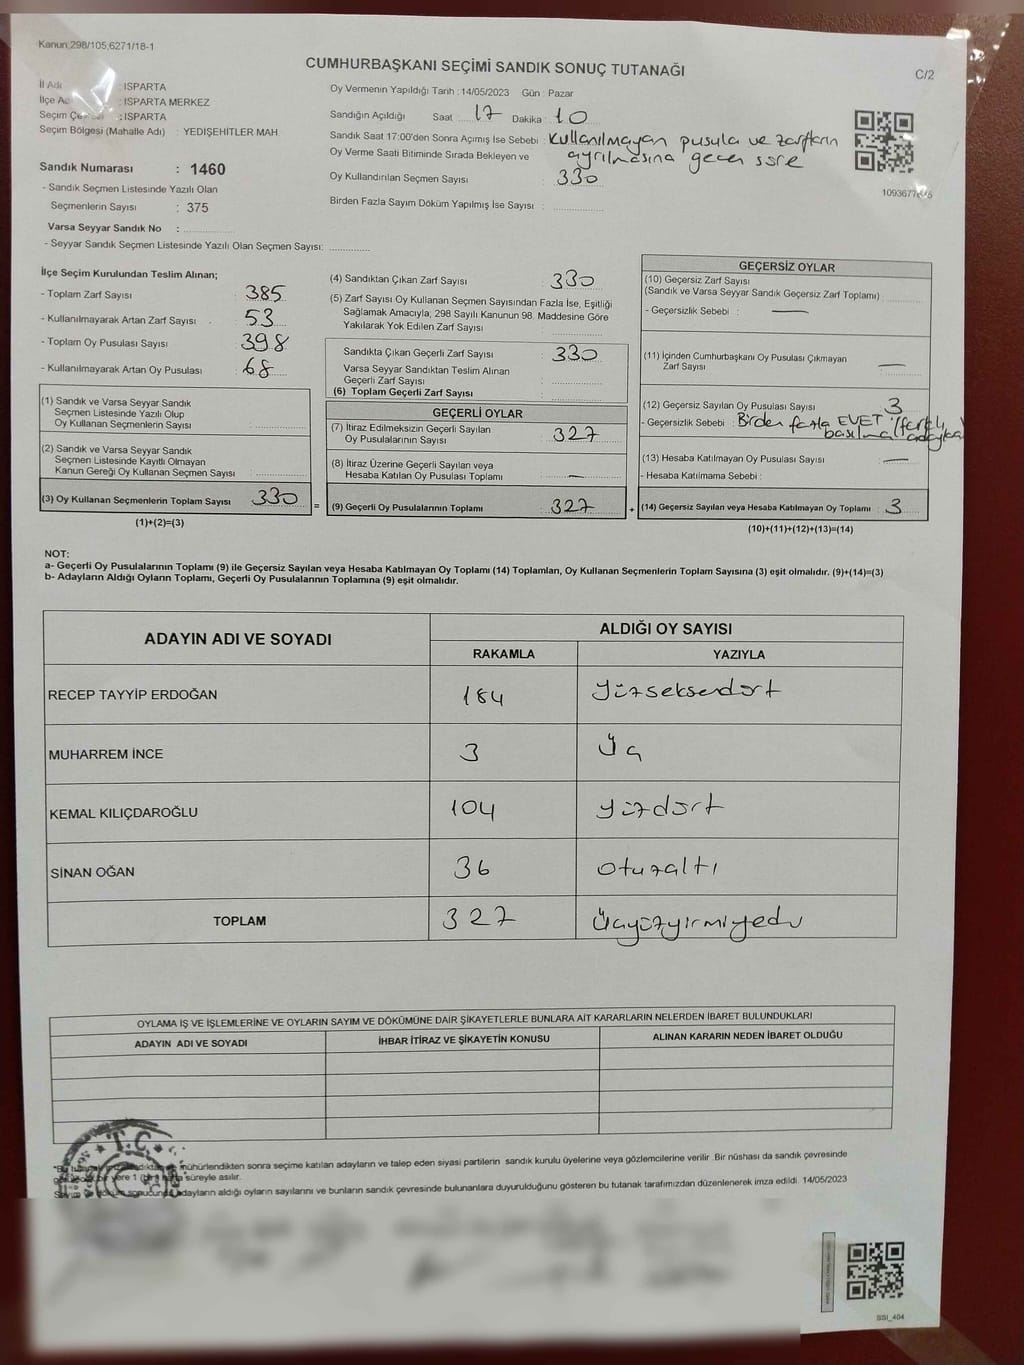 Kanun;298/105;6271/18-1
CUMHURBAŞKANI SEÇİMİ SANDIK SONUÇ TUTANAĞI
C/2
İl Adı : ISPARTA
İlçe : ISPARTA MERKEZ
Seçim : ISPARTA
Seçim Bölgesi (Mahalle Adı) : YEDİŞEHİTLER MAH.
Oy Vermenin Yapıldığı Tarih : 14/05/2023 Gün : Pazar
Sandığın Açıldığı Saat 17 Dakika : 10
Sandık Saat 17:00'den Sonra Açılmış İse Sebebi : Kullanılmayan pusula ve zarfların
Oy Verme Saati Bitiminde Sırada Bekleyen ve ayrılmasına geçen süre
Oy Kullandırılan Seçmen Sayısı : 330
Birden Fazla Sayım Döküm Yapılmış İse Sayısı :
Sandık Numarası : 1460
- Sandık Seçmen Listesinde Yazılı Olan
Seçmenlerin Sayısı : 375
Varsa Seyyar Sandık No :
- Seyyar Sandık Seçmen Listesinde Yazılı Olan Seçmen Sayısı:
İlçe Seçim Kurulundan Teslim Alınan;
- Toplam Zarf Sayısı : 385
- Kullanılmayarak Artan Zarf Sayısı : 53
- Toplam Oy Pusulası Sayısı : 398
- Kullanılmayarak Artan Oy Pusulası : 68
(1) Sandık ve Varsa Seyyar Sandık
Seçmen Listesinde Yazılı Olup
Oy Kullanan Seçmenlerin Sayısı :
(2) Sandık ve Varsa Seyyar Sandık
Seçmen Listesinde Kayıtlı Olmayan
Kanun Gereği Oy Kullanan Seçmen Sayısı :
(3) Oy Kullanan Seçmenlerin Toplam Sayısı 330
(1)+(2)=(3)
(4) Sandıktan Çıkan Zarf Sayısı : 330
(5) Zarf Sayısı Oy Kullanan Seçmen Sayısından Fazla İse, Eşitliği
Sağlamak Amacıyla; 298 Sayılı Kanunun 98. Maddesine Göre
Yakılarak Yok Edilen Zarf Sayısı :
Sandıkta Çıkan Geçerli Zarf Sayısı : 330
Varsa Seyyar Sandıktan Teslim Alınan
Geçerli Zarf Sayısı :
(6) Toplam Geçerli Zarf Sayısı :
GEÇERLİ OYLAR
(7) İtiraz Edilmeksizin Geçerli Sayılan
Oy Pusulalarının Sayısı : 327
(8) İtiraz Üzerine Geçerli Sayılan veya
Hesaba Katılan Oy Pusulası Toplamı : —
= (9) Geçerli Oy Pusulalarının Toplamı : 327
GEÇERSİZ OYLAR
(10) Geçersiz Zarf Sayısı
(Sandık ve Varsa Seyyar Sandık Geçersiz Zarf Toplamı) :
- Geçersizlik Sebebi : —
(11) İçinden Cumhurbaşkanı Oy Pusulası Çıkmayan
Zarf Sayısı : —
(12) Geçersiz Sayılan Oy Pusulası Sayısı : 3
- Geçersizlik Sebebi : Birden fazla EVET (farklı
basılma adaylar)
(13) Hesaba Katılmayan Oy Pusulası Sayısı : —
- Hesaba Katılmama Sebebi :
+ (14) Geçersiz Sayılan veya Hesaba Katılmayan Oy Toplamı : 3
(10)+(11)+(12)+(13)=(14)
NOT:
a- Geçerli Oy Pusulalarının Toplamı (9) ile Geçersiz Sayılan veya Hesaba Katılmayan Oy Toplamı (14) Toplamları, Oy Kullanan Seçmenlerin Toplam Sayısına (3) eşit olmalıdır. (9)+(14)=(3)
b- Adayların Aldığı Oyların Toplamı, Geçerli Oy Pusulalarının Toplamına (9) eşit olmalıdır.
ADAYIN ADI VE SOYADI
ALDIĞI OY SAYISI
RAKAMLA YAZIYLA
RECEP TAYYİP ERDOĞAN 184 Yüzseksendört
MUHARREM İNCE 3 Üç
KEMAL KILIÇDAROĞLU 104 Yüzdört
SİNAN OĞAN 36 Otuzaltı
TOPLAM 327 Üçyüzyirmiyedi
OYLAMA İŞ VE İŞLEMLERİNE VE OYLARIN SAYIM VE DÖKÜMÜNE DAİR ŞİKAYETLERLE BUNLARA AİT KARARLARIN NELERDEN İBARET BULUNDUKLARI
ADAYIN ADI VE SOYADI İHBAR İTİRAZ VE ŞİKAYETİN KONUSU ALINAN KARARIN NEDEN İBARET OLDUĞU
T.C.
*Bu mühürlendikten sonra seçime katılan adayların ve talep eden siyasi partilerin sandık kurulu üyelerine veya gözlemcilerine verilir .Bir nüshası da sandık çevresinde
bir yere 1 (bir) hafta süreyle asılır.
Sayım döküm sonucunda adayların aldığı oyların sayılarını ve bunların sandık çevresinde bulunanlara duyurulduğunu gösteren bu tutanak tarafımızdan düzenlenerek imza edildi. 14/05/2023
SSI_404